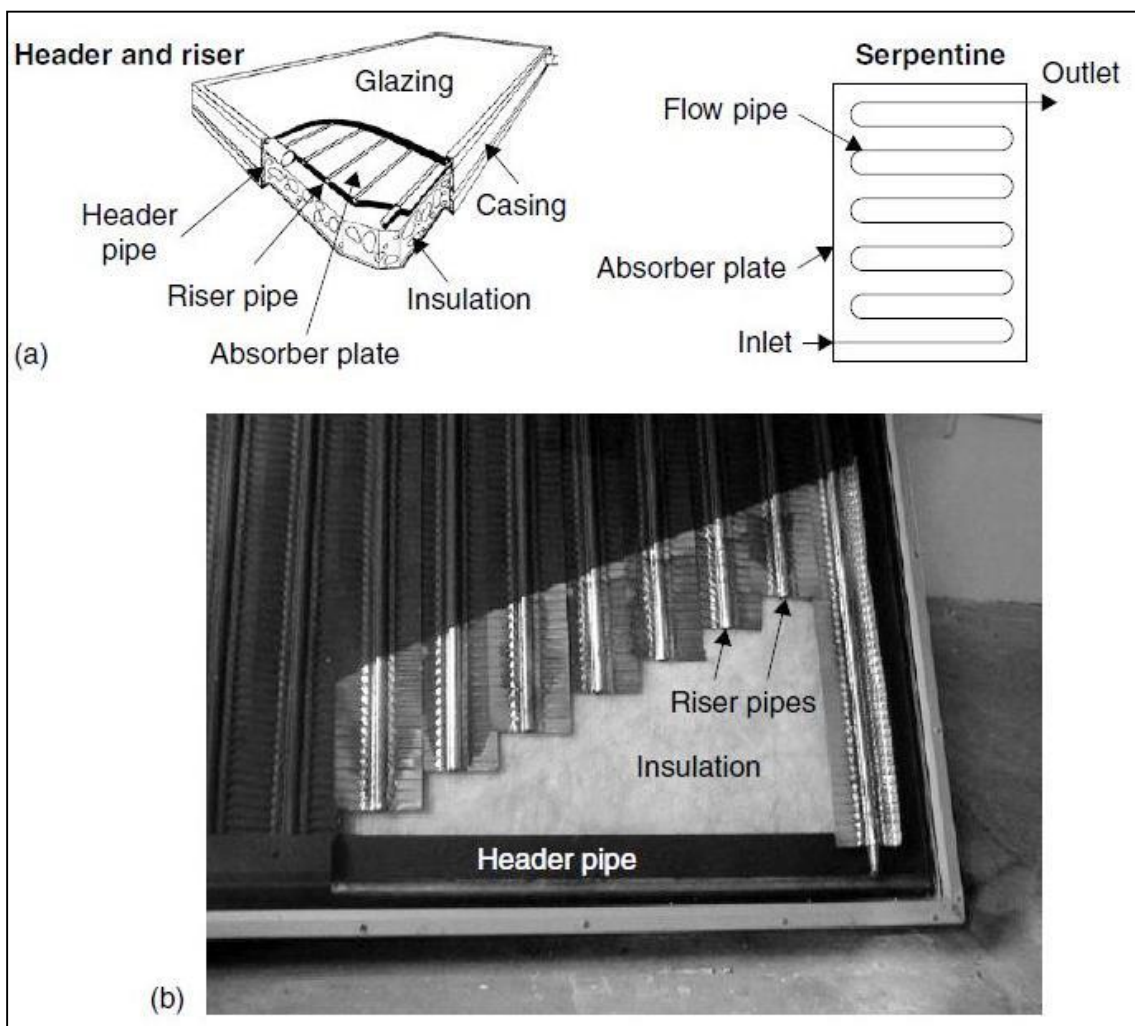 Header and riser
Glazing
Header
pipe
Casing
Riser pipe
Insulation
Absorber plate
(a)
Serpentine
Outlet
Flow pipe
Absorber plate
Inlet
Riser pipes
Insulation
Header pipe
(b)